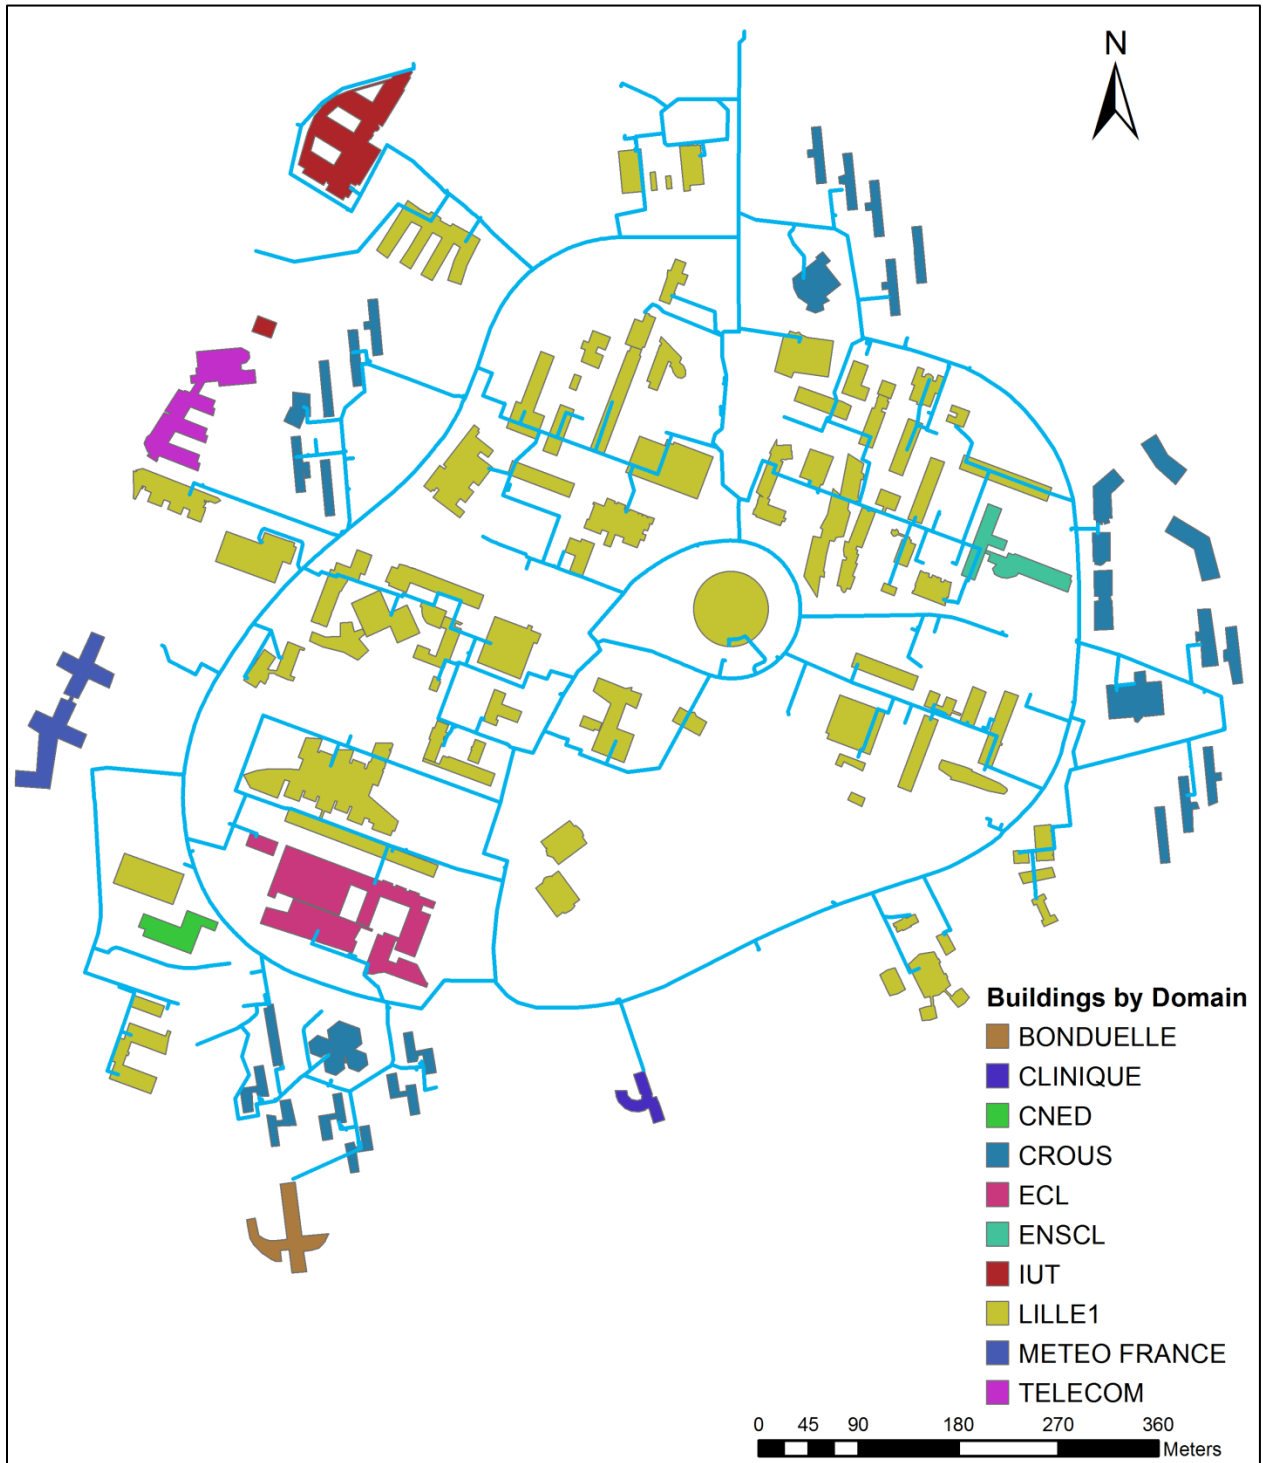 N
Buildings by Domain
BONDUELLE
CLINIQUE
CNED
CROUS
ECL
ENSCL
IUT
LILLE1
METEO FRANCE
TELECOM
0 45 90 180 270 360
Meters